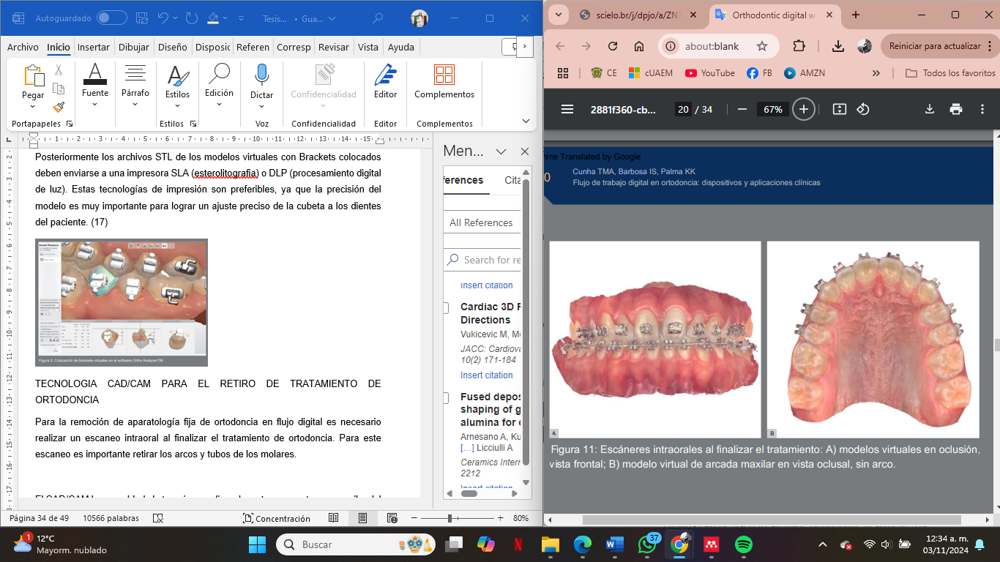 Autoguardado
Tesis...
• Gua...
Archivo Inicio Insertar Dibujar Diseño Disposic Referen Corresp Revisar Vista Ayuda
Pegar
Fuente
Párrafo
Estilos
Edición
Dictar
Confidencialidad
Editor
Complementos
Portapapeles
Estilos
Voz
Confidencialidad
Editor
Complementos
Posteriormente los archivos STL de los modelos virtuales con Brackets colocados
deben enviarse a una impresora SLA (esterolitografia) o DLP (procesamiento digital
de luz). Estas tecnologías de impresión son preferibles, ya que la precisión del
modelo es muy importante para lograr un ajuste preciso de la cubeta a los dientes
del paciente. (17)
Bracket Placement
Figura 2: Colocación de brackets virtuales en el software Ortho Analyzer/TM.
TECNOLOGIA CAD/CAM PARA EL RETIRO DE TRATAMIENTO DE
ORTODONCIA
Para la remoción de aparatología fija de ortodoncia en flujo digital es necesario
realizar un escaneo intraoral al finalizar el tratamiento de ortodoncia. Para este
escaneo es importante retirar los arcos y tubos de los molares.
Men...
ferences
Cita
All References
Search for re
Insert citation
Cardiac 3D P
Directions
Vukicevic M, Mo
JACC: Cardiova
10(2) 171-184
Insert citation
Fused depos
shaping of g
alumina for c
Arnesano A, Ku
[…] Licciulli A
Ceramics Intern
2212
Insert citation
Página 34 de 49
10566 palabras
Concentración
80%
scielo.br/j/dpjo/a/ZNT
Orthodontic digital wo
about:blank
Reiniciar para actualizar
CE
cUAEM
YouTube
FB
AMZN
Todos los favoritos
2881f360-cb...
20 / 34
67%
hine Translated by Google
0
Cunha TMA, Barbosa IS, Palma KK
Flujo de trabajo digital en ortodoncia: dispositivos y aplicaciones clínicas
A
B
Figura 11: Escáneres intraorales al finalizar el tratamiento: A) modelos virtuales en oclusión,
vista frontal; B) modelo virtual de arcada maxilar en vista oclusal, sin arco.
1
12°C
Mayorm. nublado
Buscar
37
12:34 a. m.
03/11/2024